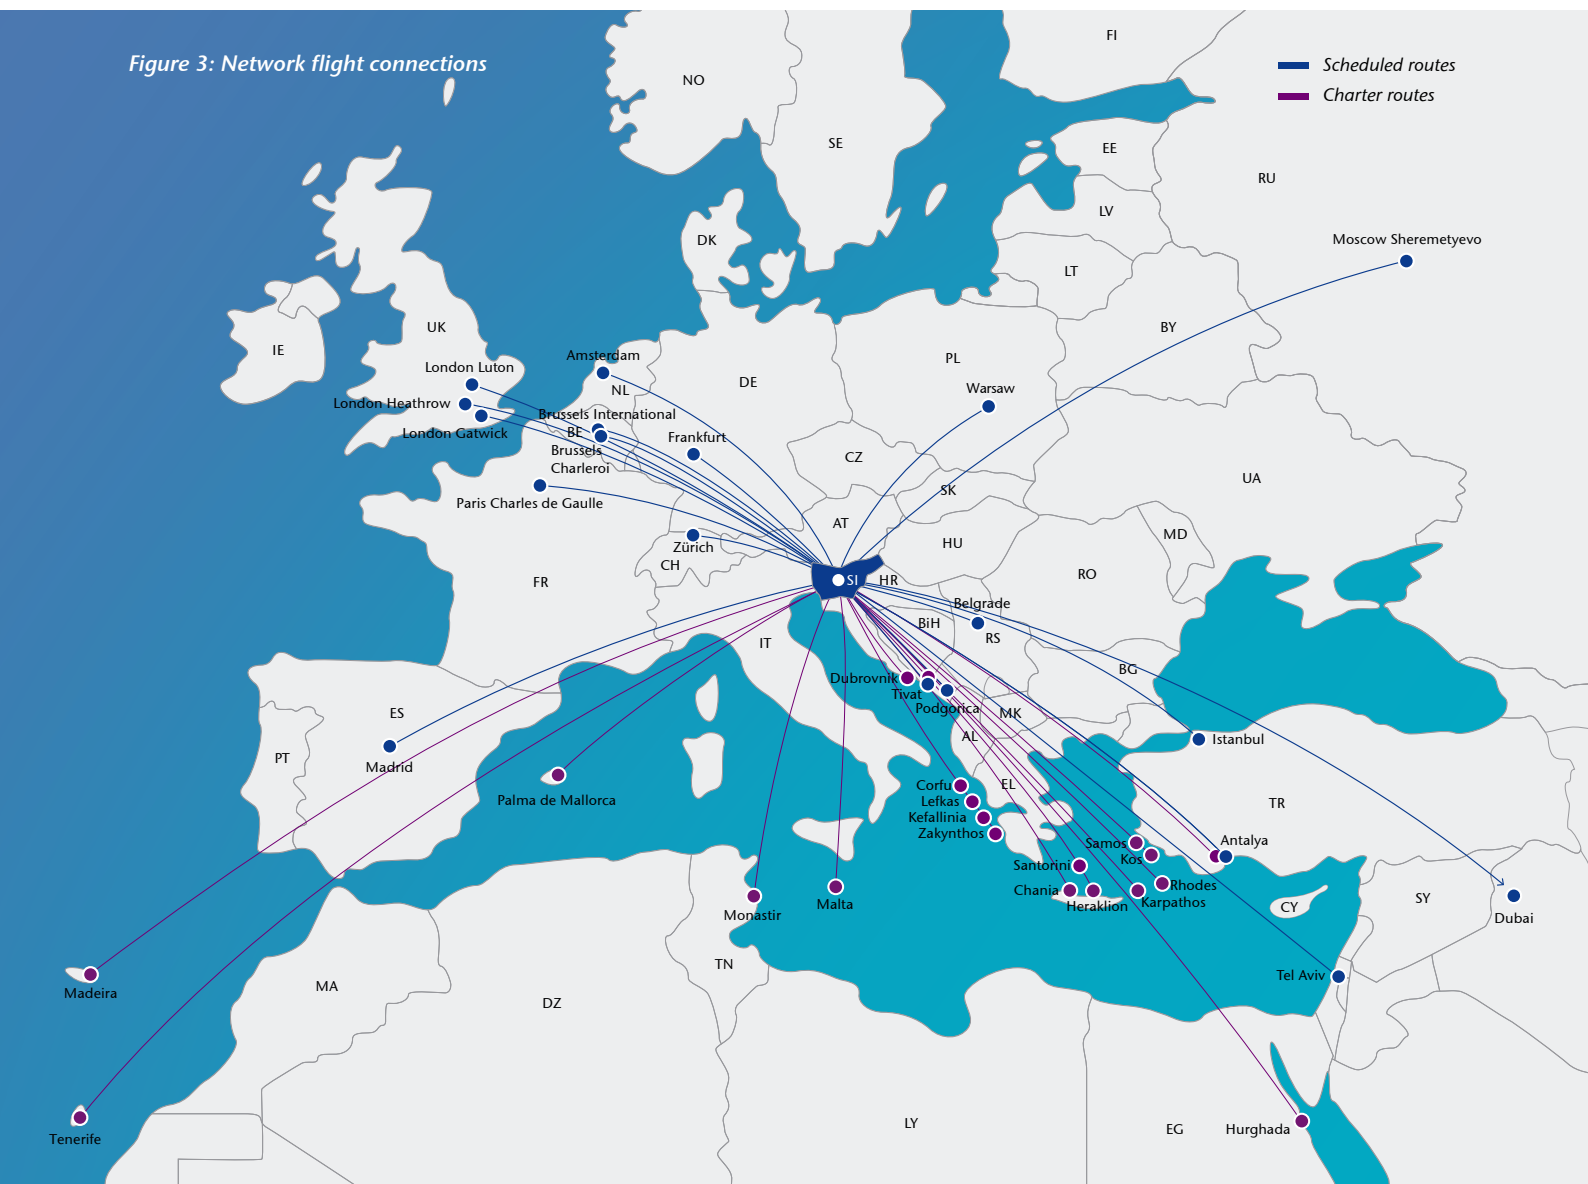 Figure 3: Network flight connections
Scheduled routes
Charter routes
FI
NO
SE
EE
RU
LV
DK
LT
Moscow Sheremetyevo
UK
BY
IE
Amsterdam
London Luton
NL
DE
PL
Warsaw
London Heathrow
Brussels International
London Gatwick
BE
Frankfurt
Brussels
Charleroi
CZ
UA
SK
Paris Charles de Gaulle
AT
MD
HU
Zürich
CH
RO
FR
SI
HR
Belgrade
BiH
RS
IT
BG
Dubrovnik
Tivat
Podgorica
ES
MK
AL
Istanbul
PT
Madrid
Palma de Mallorca
Corfu
EL
Lefkas
TR
Kefallinia
Zakynthos
Samos
Antalya
Kos
Santorini
Chania
Rhodes
Heraklion
Karpathos
CY
SY
Malta
Monastir
Dubai
TN
Tel Aviv
MA
Madeira
DZ
LY
EG
Hurghada
Tenerife